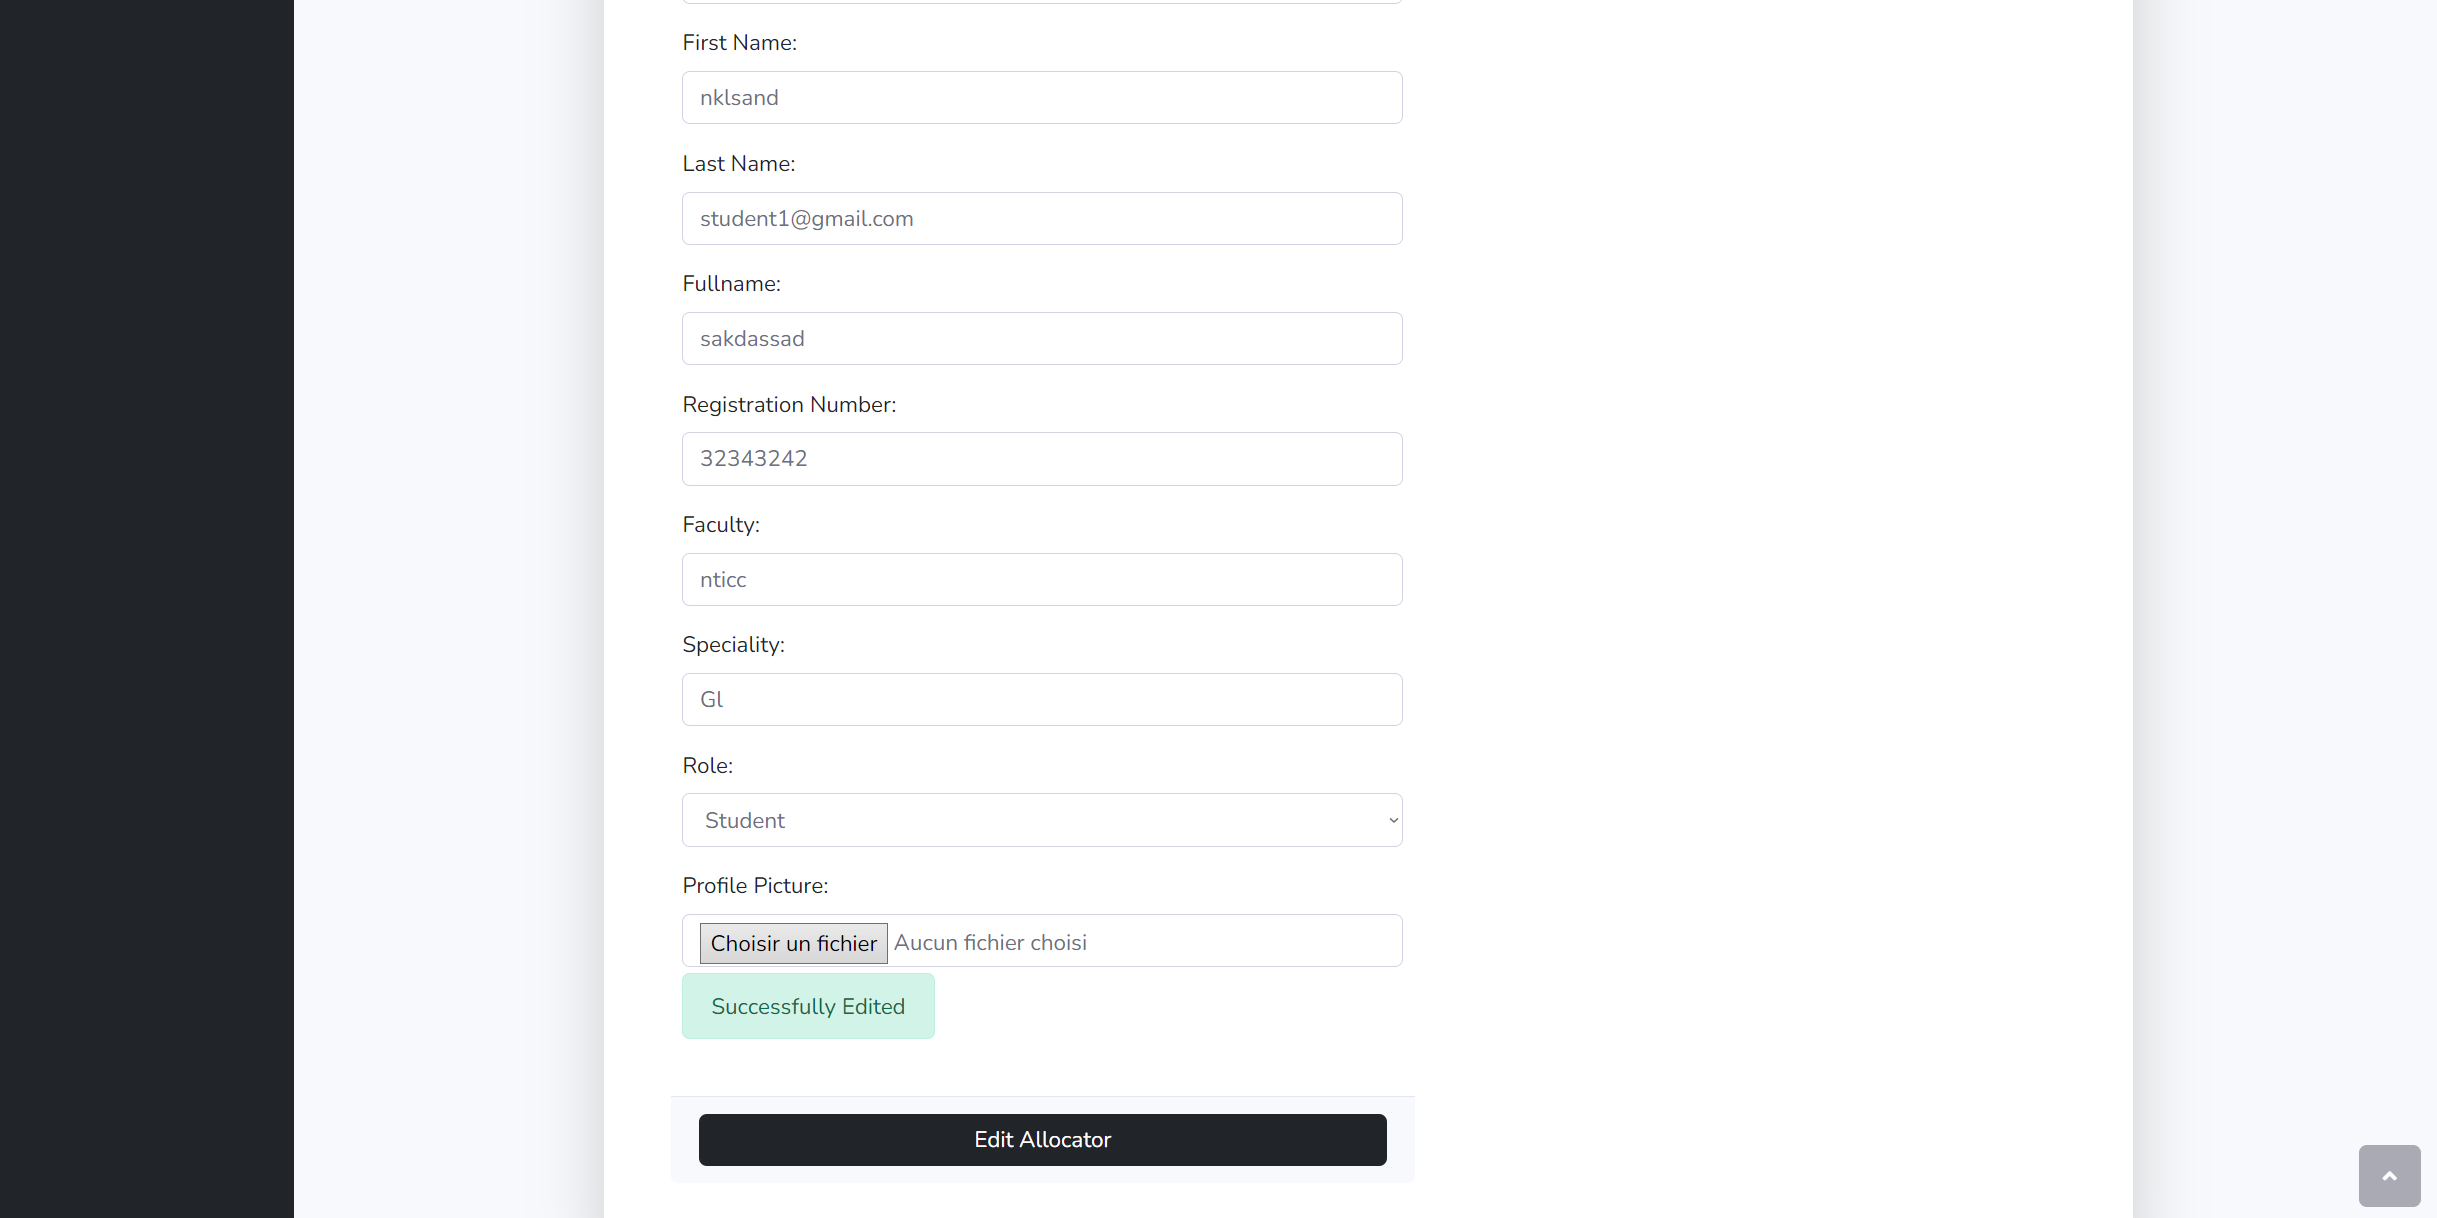 First Name:
nklsand
Last Name:
student1@gmail.com
Fullname:
sakdassad
Registration Number:
32343242
Faculty:
nticc
Speciality:
Gl
Role:
Student
Profile Picture:
Choisir un fichier Aucun fichier choisi
Successfully Edited
Edit Allocator